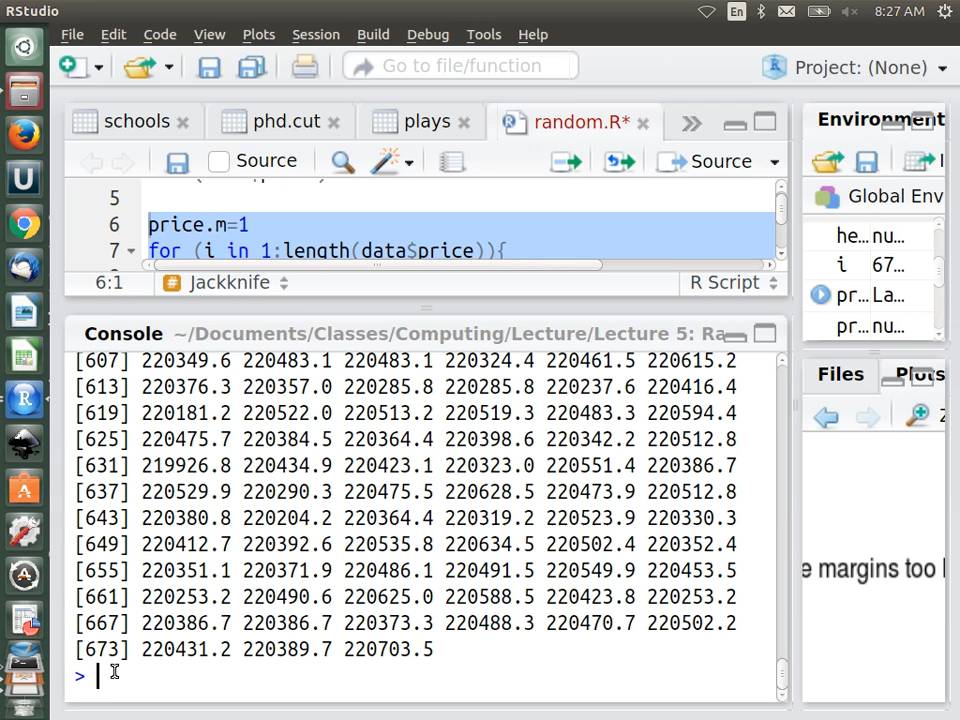 RStudio
En
8:27 AM
File Edit Code View Plots Session Build Debug Tools Help
Go to file/function
Project: (None)
schools
phd.cut
plays
random.R*
Source
Source
5
6 price.m=1
7 for (i in 1:length(data$price)){
6:1
Jackknife
R Script
Console ~/Documents/Classes/Computing/Lecture/Lecture 5: Ra
[607] 220349.6 220483.1 220483.1 220324.4 220461.5 220615.2
[613] 220376.3 220357.0 220285.8 220285.8 220237.6 220416.4
[619] 220181.2 220522.0 220513.2 220519.3 220483.3 220594.4
[625] 220475.7 220384.5 220364.4 220398.6 220342.2 220512.8
[631] 219926.8 220434.9 220423.1 220323.0 220551.4 220386.7
[637] 220529.9 220290.3 220475.5 220628.5 220473.9 220512.8
[643] 220380.8 220204.2 220364.4 220319.2 220523.9 220330.3
[649] 220412.7 220392.6 220535.8 220634.5 220502.4 220352.4
[655] 220351.1 220371.9 220486.1 220491.5 220549.9 220453.5
[661] 220253.2 220490.6 220625.0 220588.5 220423.8 220253.2
[667] 220386.7 220386.7 220373.3 220488.3 220470.7 220502.2
[673] 220431.2 220389.7 220703.5
>
Environment
Global Env
he... nu...
i 67...
pr... La...
pr... nu...
Files Plots
e margins too